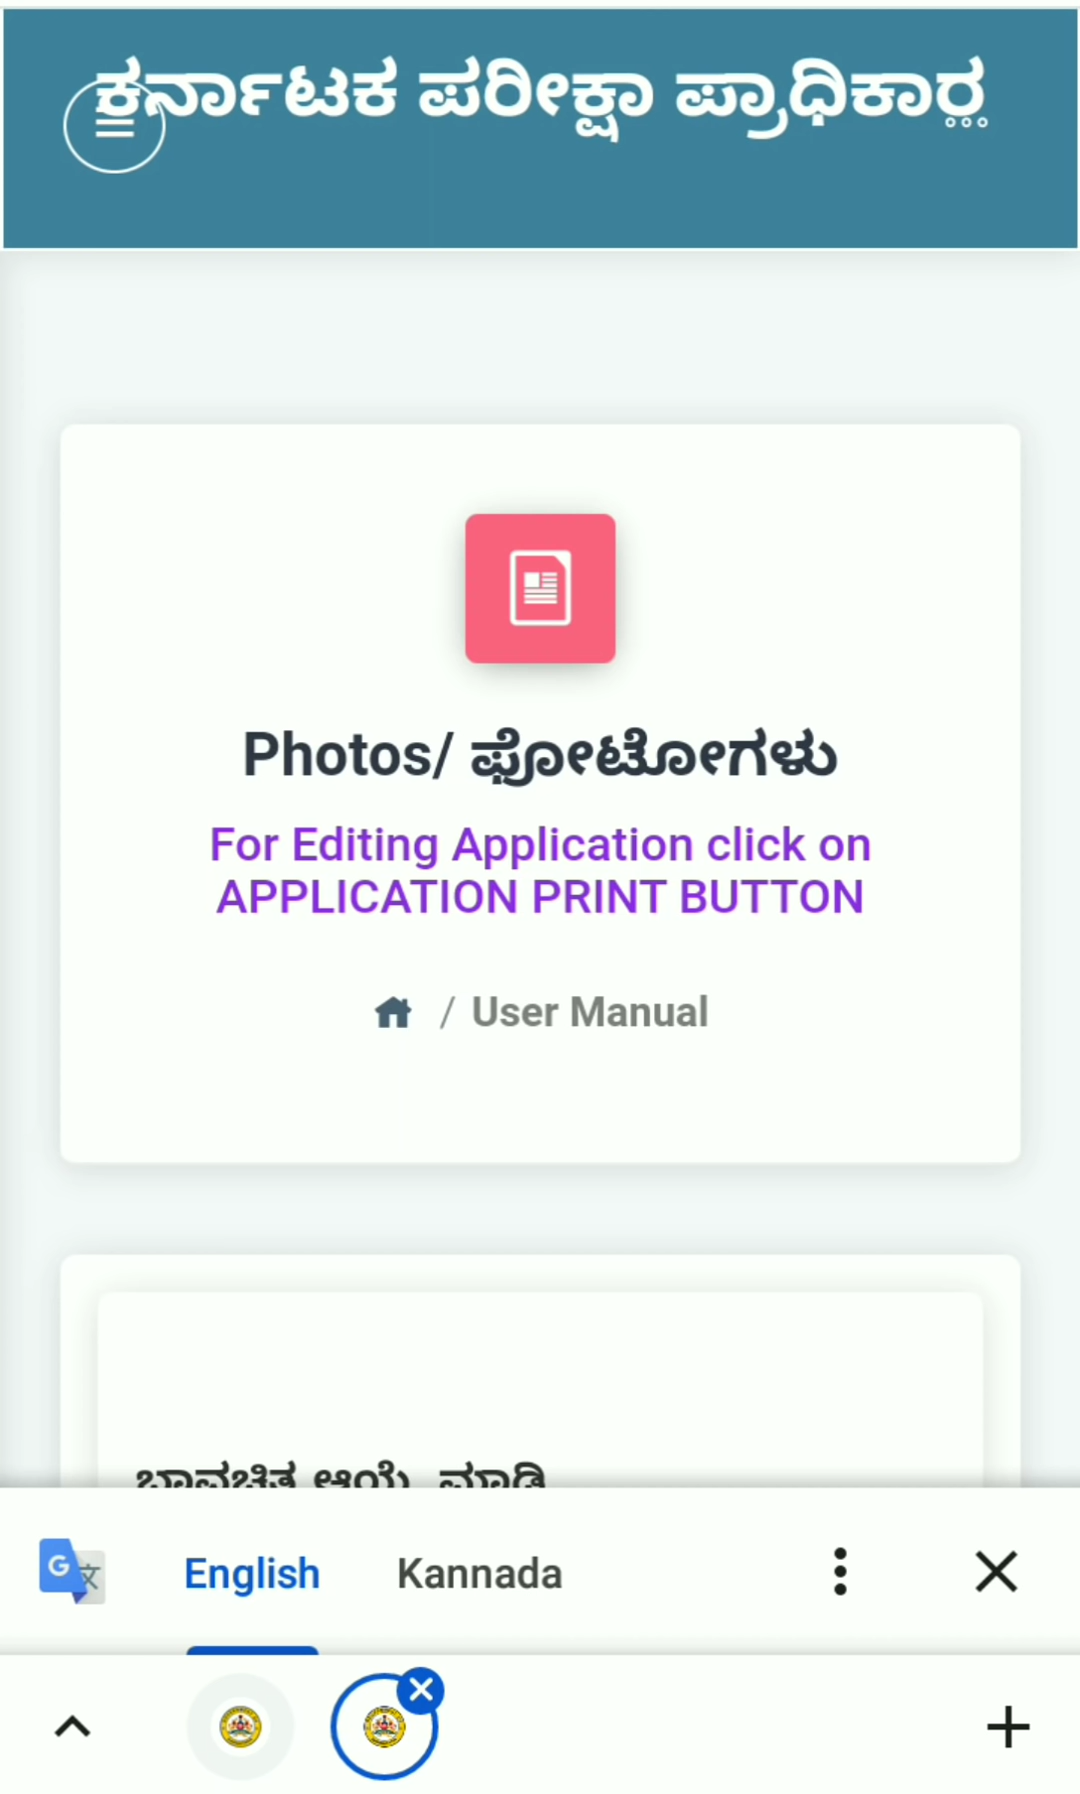 ಕರ್ನಾಟಕ ಪರೀಕ್ಷಾ ಪ್ರಾಧಿಕಾರ
Photos/ ಫೋಟೋಗಳು
For Editing Application click on
APPLICATION PRINT BUTTON
/ User Manual
ಮಾಡಿ
English Kannada